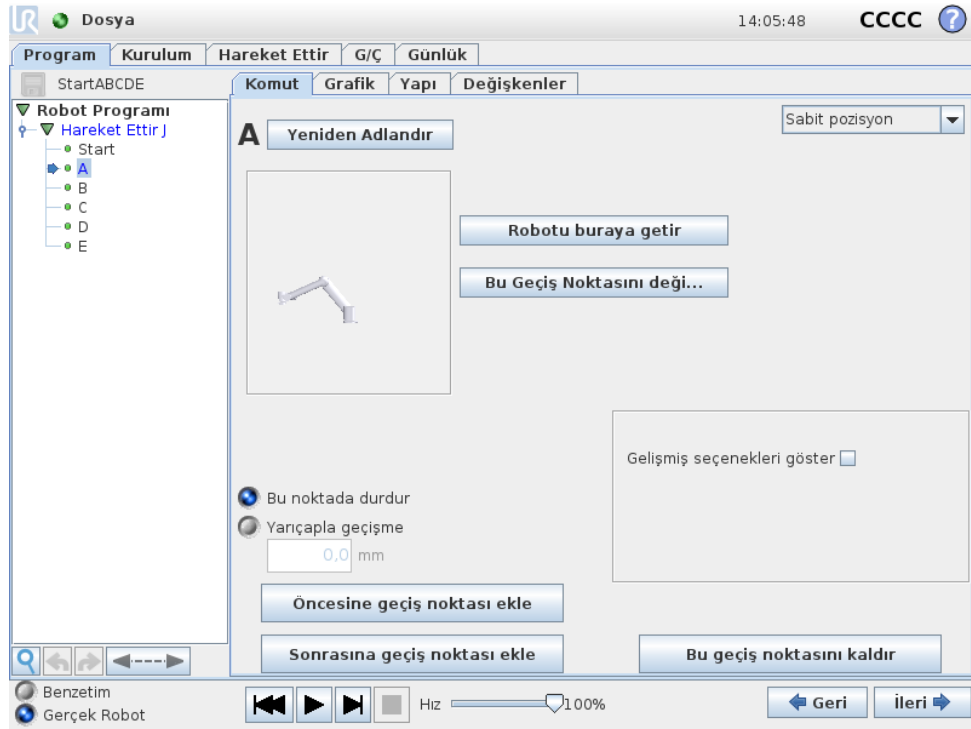 UR Dosya 14:05:48 CCCC ?
Program Kurulum Hareket Ettir G/Ç Günlük
StartABCDE Komut Grafik Yapı Değişkenler
Robot Programı
Hareket Ettir J
Start
A
B
C
D
E
A Yeniden Adlandır Sabit pozisyon
Robotu buraya getir
Bu Geçiş Noktasını deği...
Gelişmiş seçenekleri göster
Bu noktada durdur
Yarıçapla geçişme
0,0 mm
Öncesine geçiş noktası ekle
Sonrasına geçiş noktası ekle Bu geçiş noktasını kaldır
Benzetim
Gerçek Robot
Hız 100% Geri İleri